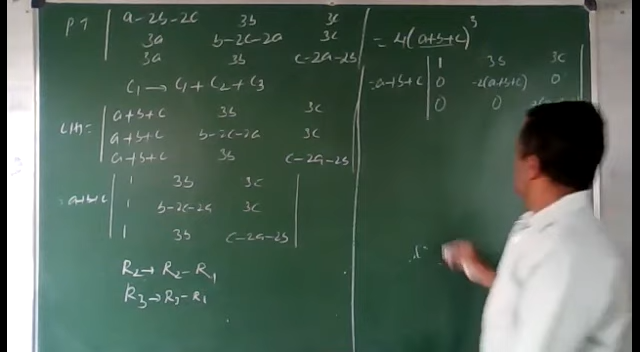 P T | a-2b-2c 3b 3c |
3a b-2c-2a 3c
3a 3b c-2a-2b
C1 → C1 + C2 + C3
LHS = | a+b+c 3b 3c |
a+b+c b-2c-2a 3c
a+b+c 3b c-2a-2b
= a+b+c | 1 3b 3c |
1 b-2c-2a 3c
1 3b c-2a-2b
R2 → R2 - R1
R3 → R3 - R1
= 4(a+b+c)^3
= a+b+c | 1 3b 3c |
0 -2(a+b+c) 0
0 0